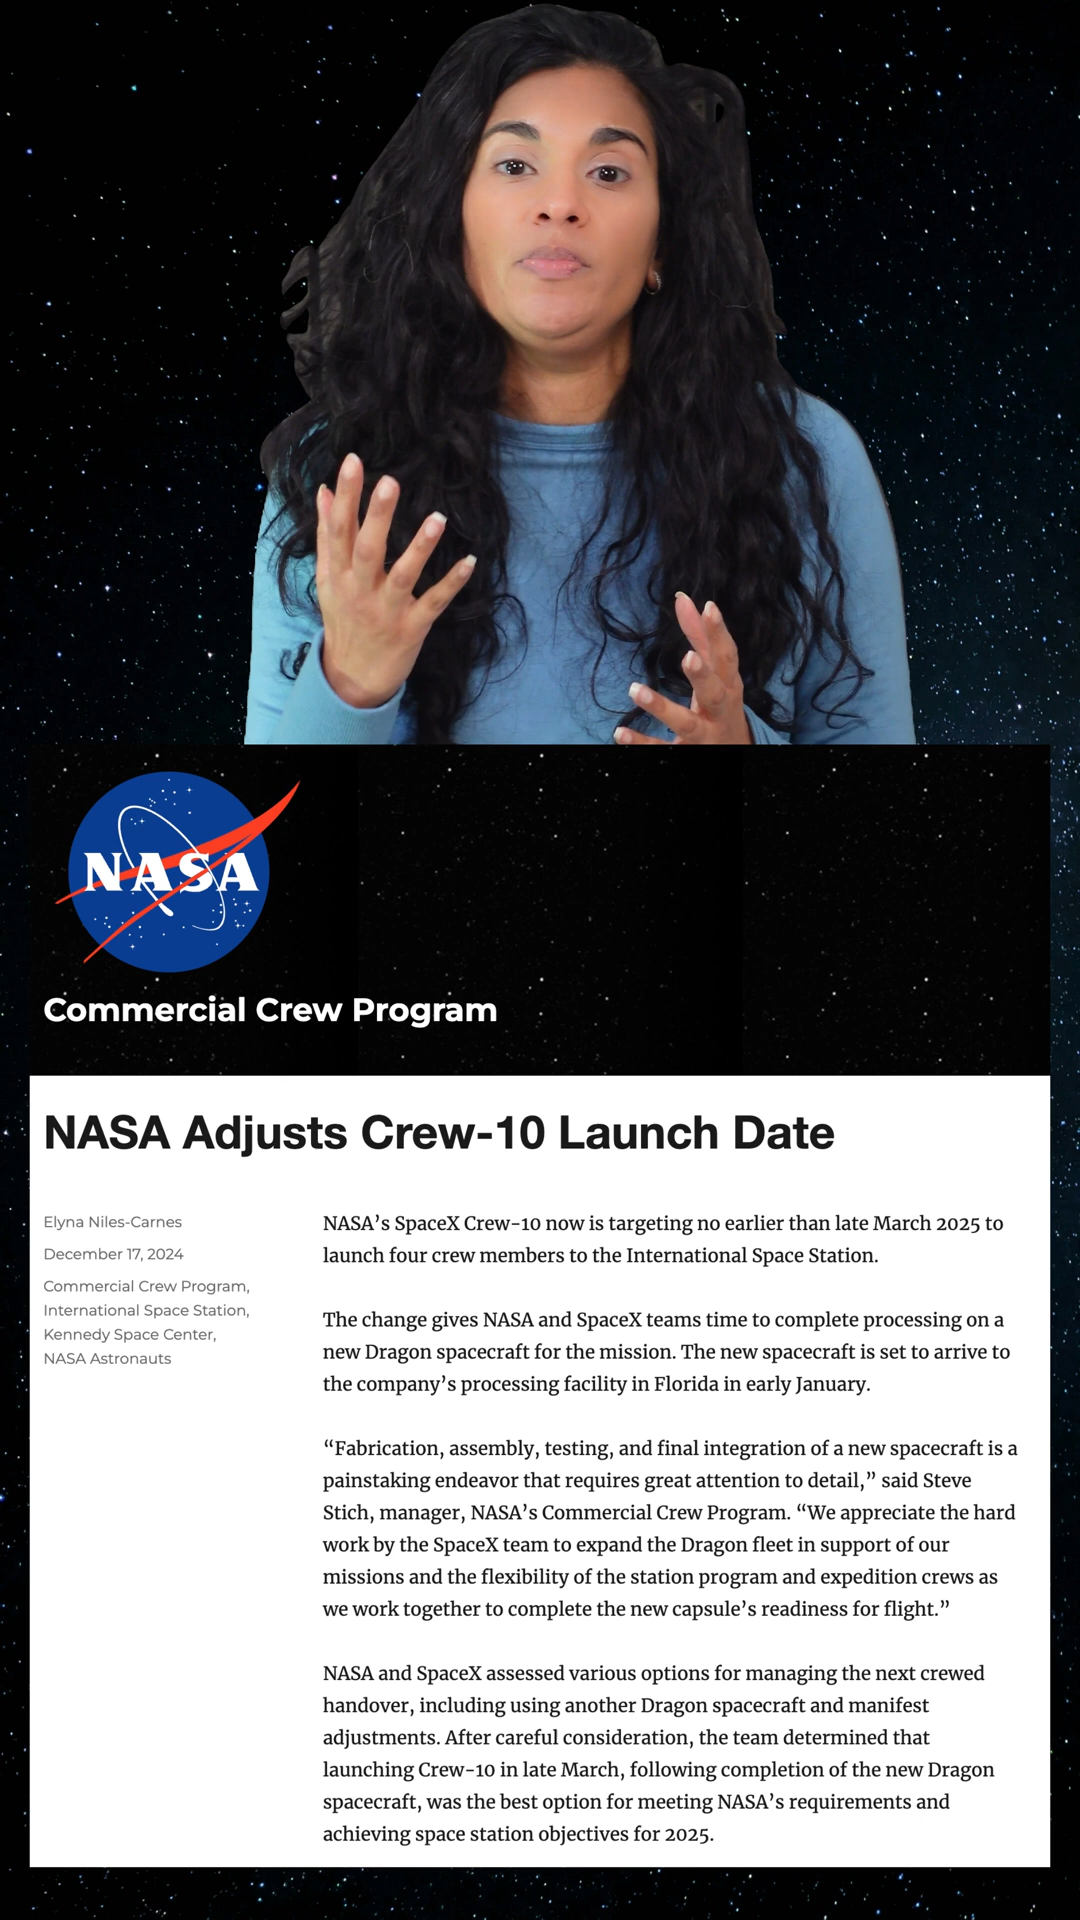 NASA
Commercial Crew Program
NASA Adjusts Crew-10 Launch Date
Elyna Niles-Carnes
December 17, 2024
Commercial Crew Program,
International Space Station,
Kennedy Space Center,
NASA Astronauts
NASA’s SpaceX Crew-10 now is targeting no earlier than late March 2025 to
launch four crew members to the International Space Station.
The change gives NASA and SpaceX teams time to complete processing on a
new Dragon spacecraft for the mission. The new spacecraft is set to arrive to
the company’s processing facility in Florida in early January.
“Fabrication, assembly, testing, and final integration of a new spacecraft is a
painstaking endeavor that requires great attention to detail,” said Steve
Stich, manager, NASA’s Commercial Crew Program. “We appreciate the hard
work by the SpaceX team to expand the Dragon fleet in support of our
missions and the flexibility of the station program and expedition crews as
we work together to complete the new capsule’s readiness for flight.”
NASA and SpaceX assessed various options for managing the next crewed
handover, including using another Dragon spacecraft and manifest
adjustments. After careful consideration, the team determined that
launching Crew-10 in late March, following completion of the new Dragon
spacecraft, was the best option for meeting NASA’s requirements and
achieving space station objectives for 2025.